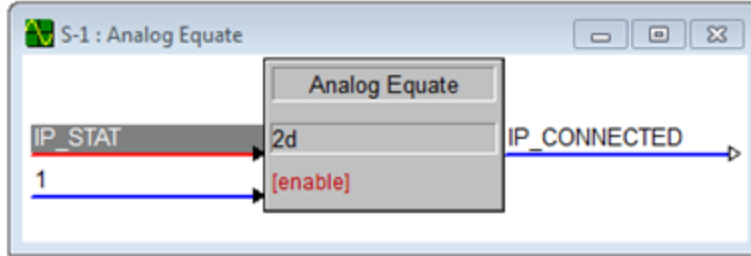 S-1 : Analog Equate
Analog Equate
IP_STAT 2d IP_CONNECTED
1 [enable]